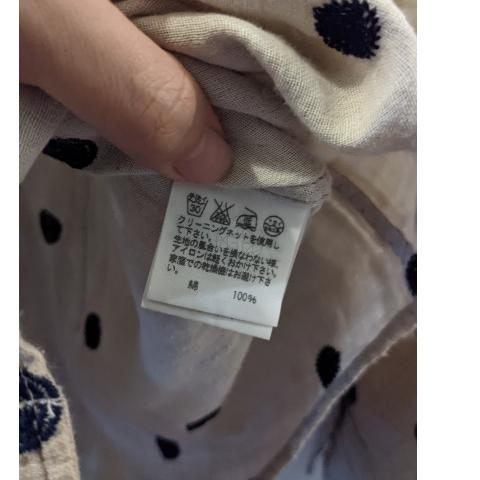 手洗イ
30
クリーニングネットを使用し
て下さい。
生地の風合いを損なわない様、
アイロンは軽くおかけ下さい。
家庭での乾燥機はお避け下さ
い。
綿 100%